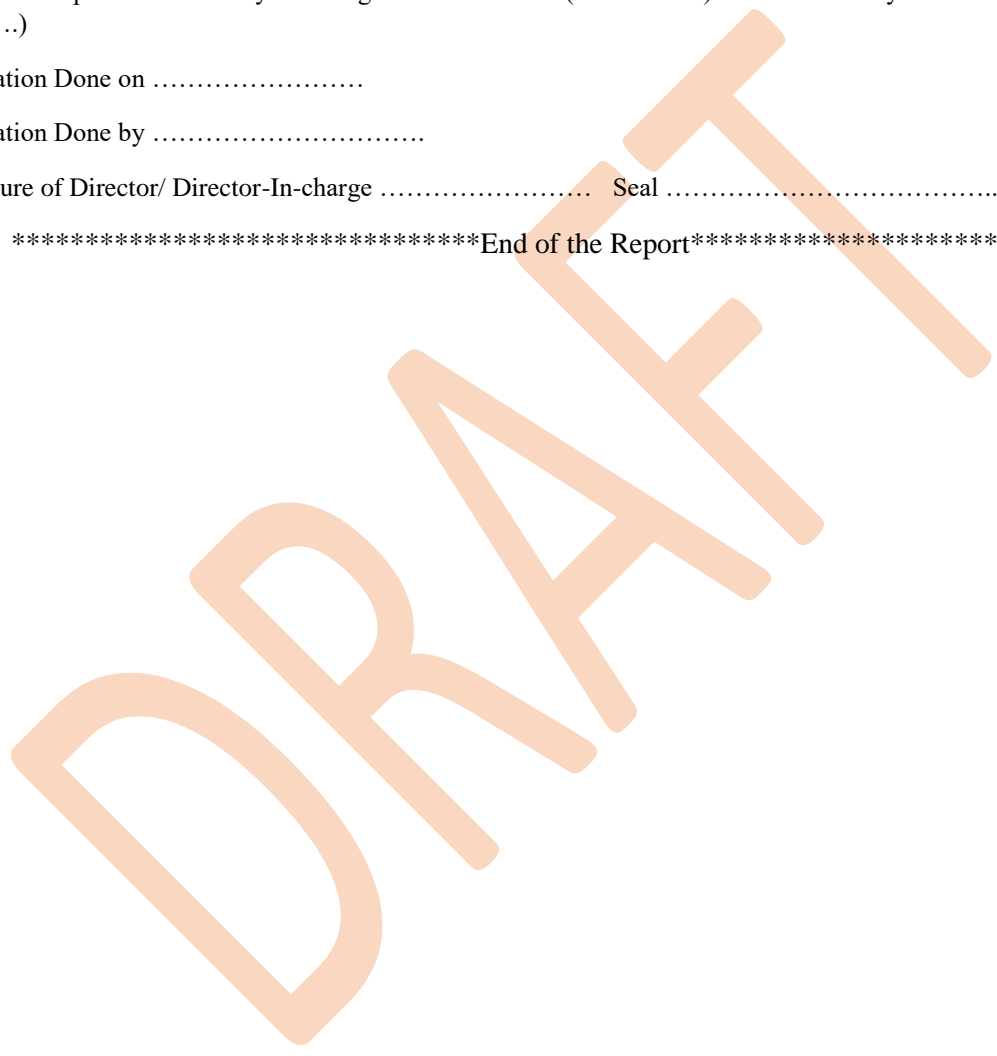 ..)
ation Done on ……………………
ation Done by ………………………….
ure of Director/ Director-In-charge ……………………. Seal ………………………………..
********************************End of the Report*********************
DRAFT